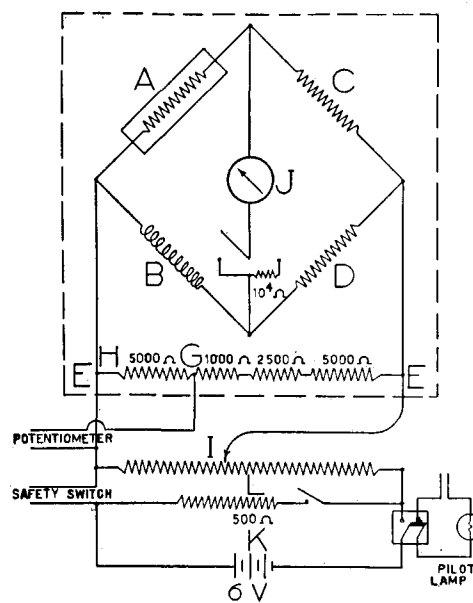 A
C
J
B
D
10⁴ Ω
H 5000 Ω G 1000 Ω 2500 Ω 5000 Ω
E E
POTENTIOMETER
I
SAFETY SWITCH
L
500 Ω
K
6 V
PILOT
LAMP